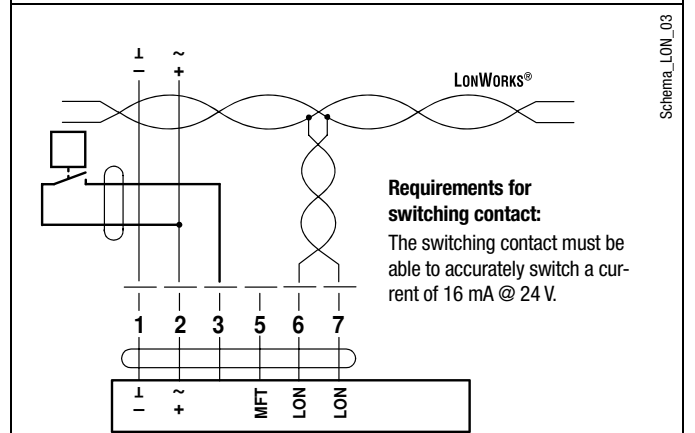 Schema_LON_03
⊥ ~
– +
LONWORKS®
Requirements for
switching contact:
The switching contact must be
able to accurately switch a cur-
rent of 16 mA @ 24 V.
1 2 3 5 6 7
⊥ ~ MFT LON LON
– +